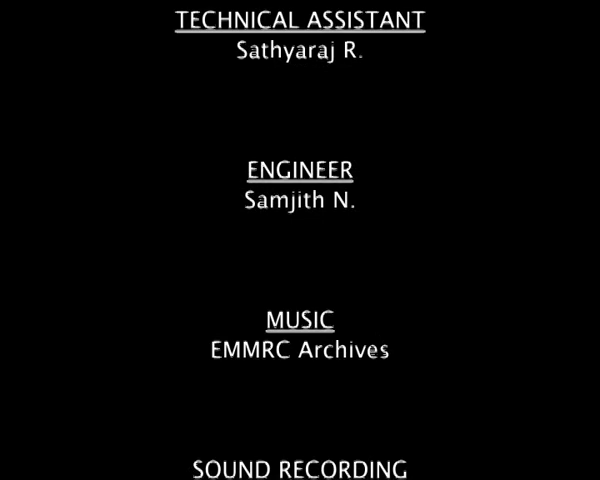 TECHNICAL ASSISTANT
Sathyaraj R.
ENGINEER
Samjith N.
MUSIC
EMMRC Archives
SOUND RECORDING